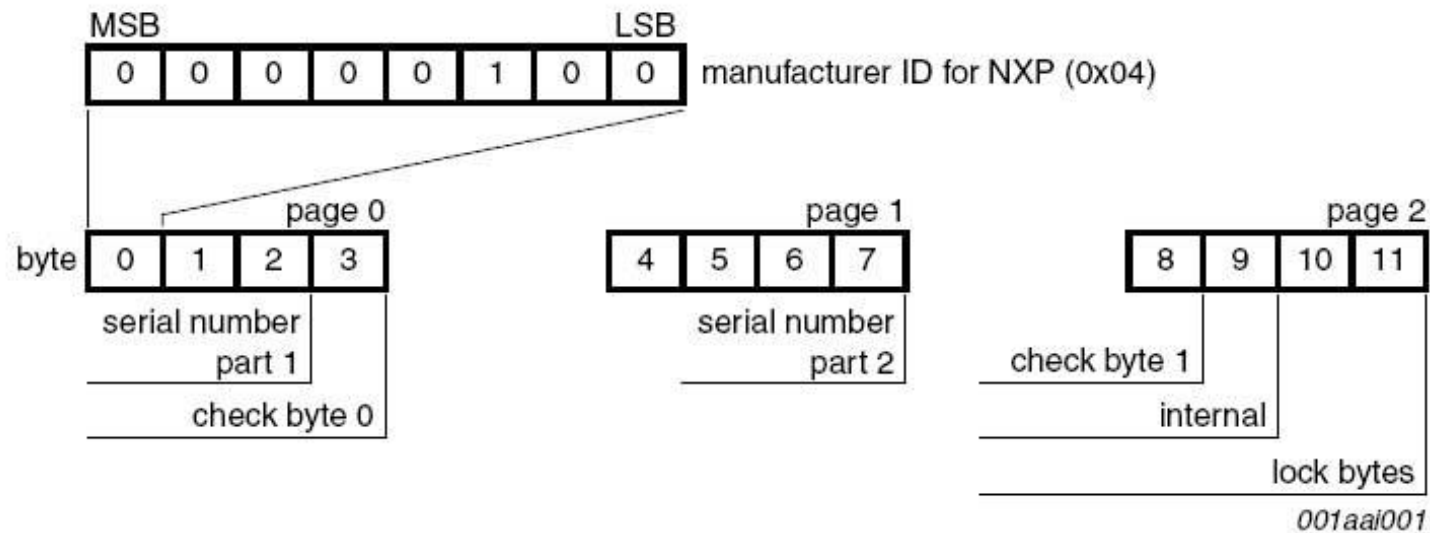 MSB LSB
0 0 0 0 0 1 0 0 manufacturer ID for NXP (0x04)
page 0 page 1 page 2
byte 0 1 2 3 4 5 6 7 8 9 10 11
serial number serial number
part 1 part 2 check byte 1
check byte 0 internal
lock bytes
001aai001